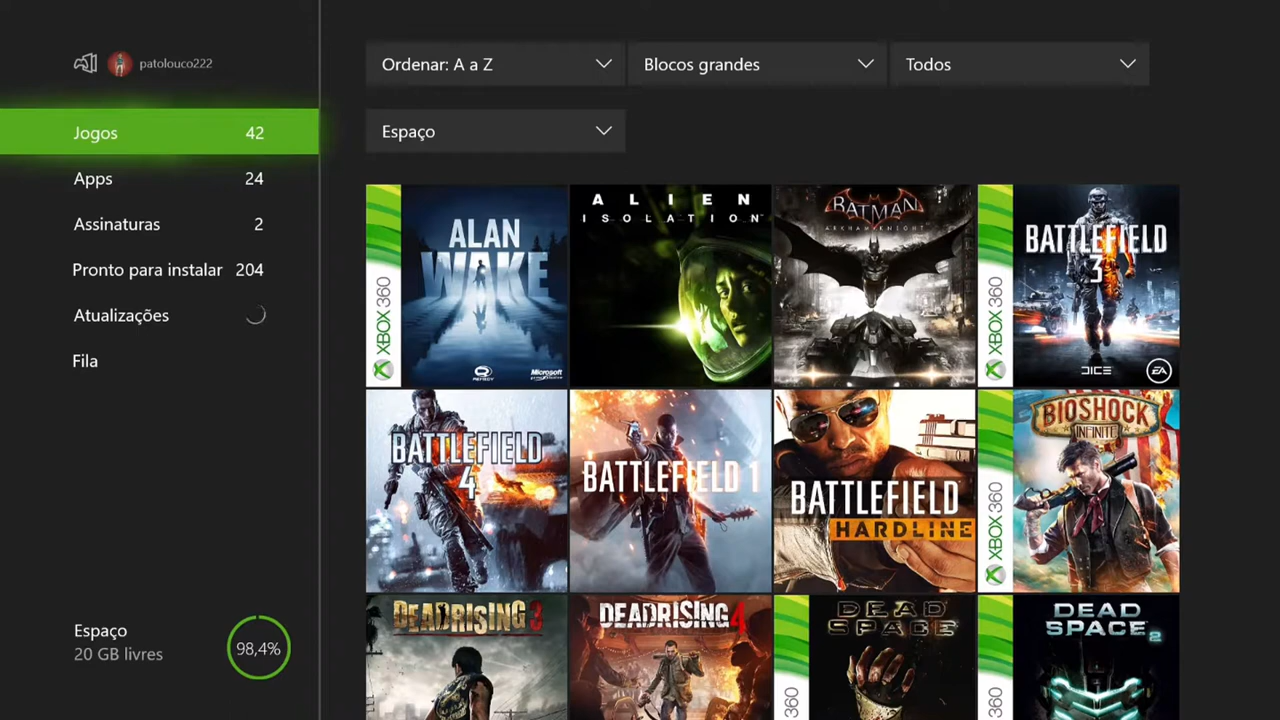 patolouco222
Ordenar: A a Z
Blocos grandes
Todos
Espaço
Jogos 42
Apps 24
Assinaturas 2
Pronto para instalar 204
Atualizações
Fila
Espaço
20 GB livres
98,4%
XBOX 360
ALAN
WAKE
REMEDY
Microsoft
ALIEN
ISOLATION
BATMAN
ARKHAM KNIGHT
XBOX 360
BATTLEFIELD
3
DICE
EA
BATTLEFIELD
4
BATTLEFIELD 1
BATTLEFIELD
HARDLINE
XBOX 360
BIOSHOCK
INFINITE
DEADRISING 3
DEADRISING 4
360
DEAD
SPACE
360
DEAD
SPACE 2